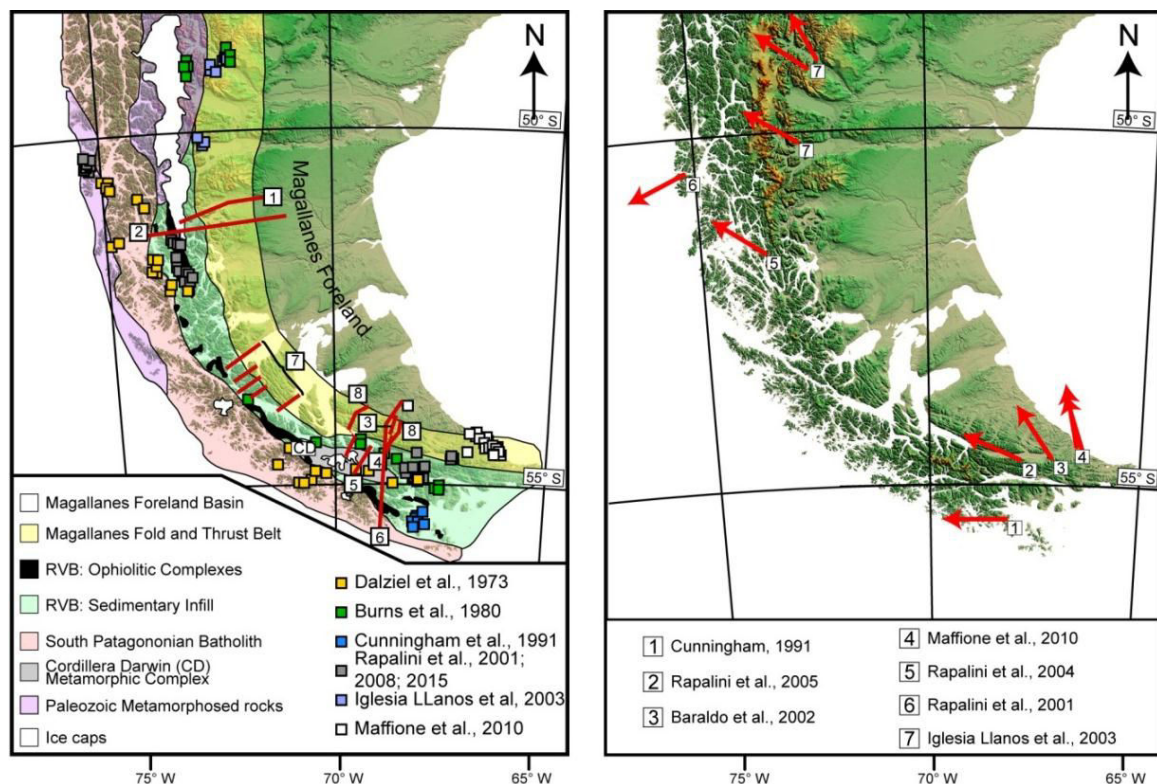 N
50° S
1
2
Magallanes Foreland
7
8
3
8
CD
4
5
6
55° S
Magallanes Foreland Basin
Magallanes Fold and Thrust Belt
RVB: Ophiolitic Complexes
RVB: Sedimentary Infill
South Patagononian Batholith
Cordillera Darwin (CD)
Metamorphic Complex
Paleozoic Metamorphosed rocks
Ice caps
Dalziel et al., 1973
Burns et al., 1980
Cunningham et al., 1991
Rapalini et al., 2001;
2008; 2015
Iglesia LLanos et al, 2003
Maffione et al., 2010
75° W
70° W
65° W
N
7
50° S
7
6
5
4
3
2
55° S
1
1 Cunningham, 1991
2 Rapalini et al., 2005
3 Baraldo et al., 2002
4 Maffione et al., 2010
5 Rapalini et al., 2004
6 Rapalini et al., 2001
7 Iglesia Llanos et al., 2003
75° W
70° W
65° W